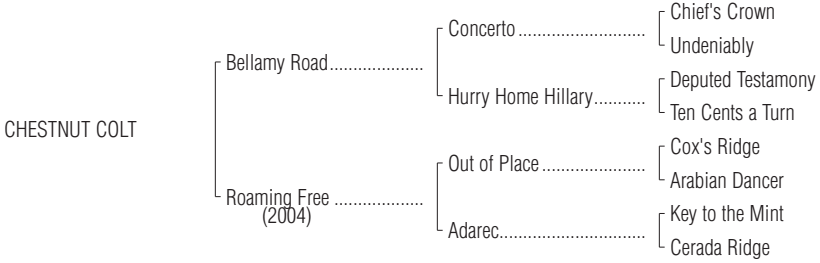 Chief's Crown
Concerto ...........................
Undeniably
Bellamy Road....................
Deputed Testamony
Hurry Home Hillary...........
Ten Cents a Turn
CHESTNUT COLT
Cox's Ridge
Out of Place ......................
Arabian Dancer
Roaming Free ...................
(2004)
Key to the Mint
Adarec...............................
Cerada Ridge